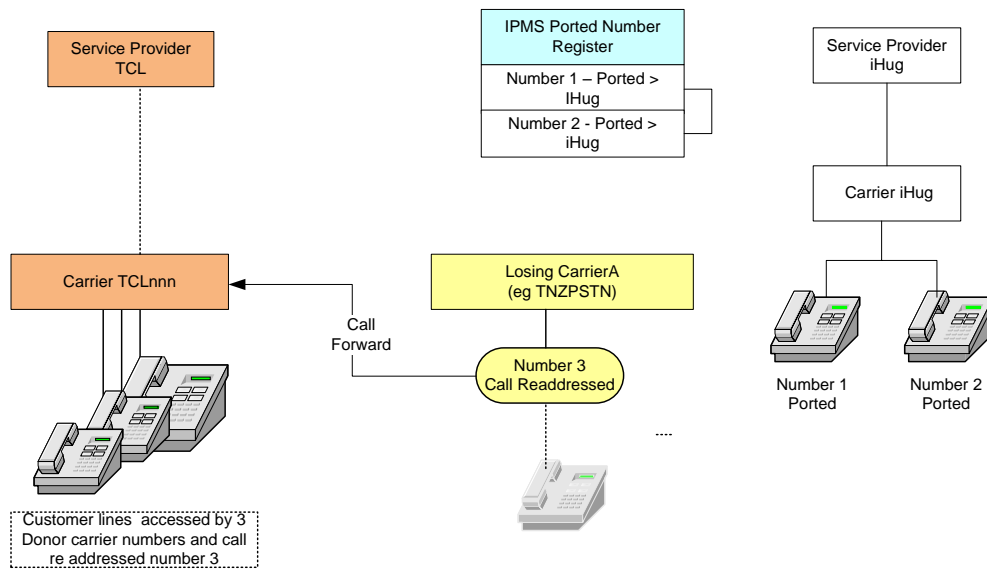 Service Provider
TCL
IPMS Ported Number
Register
Number 1 – Ported >
IHug
Number 2 - Ported >
iHug
Service Provider
iHug
Carrier iHug
Carrier TCLnnn
Losing CarrierA
(eg TNZPSTN)
Call
Forward
Number 3
Call Readdressed
Number 1
Ported
Number 2
Ported
Customer lines accessed by 3
Donor carrier numbers and call
re addressed number 3